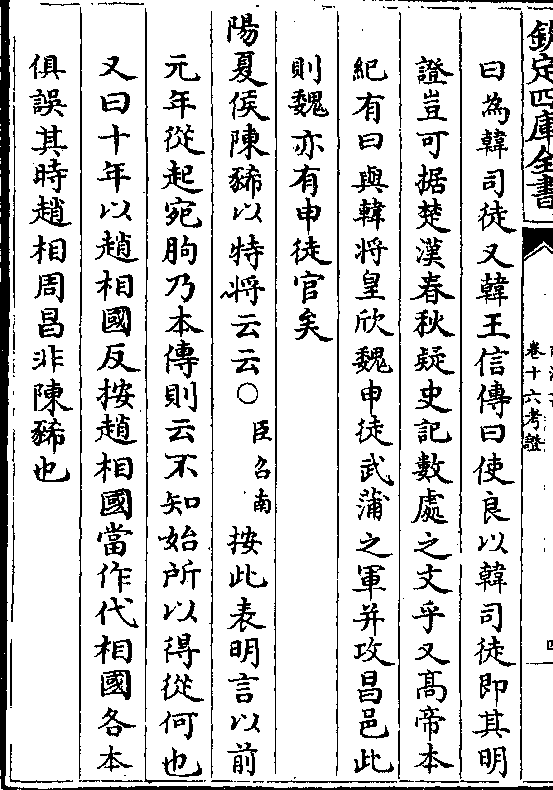 欽定四庫全書
卷十六考證
曰為韓司徒又韓王信傳曰使良以韓司徒即其明
證豈可据楚漢春秋疑史記數處之文乎又髙帝本
紀有曰與韓将皇欣魏申徒武蒲之軍并攻昌邑此
則魏亦有申徒官矣
陽夏侯陳豨以特將云云○臣召南按此表明言以前
元年從起宛朐乃本傳則云不知始所以得從何也
又曰十年以趙相國反按趙相國當作代相國各本
俱誤其時趙相周昌非陳豨也